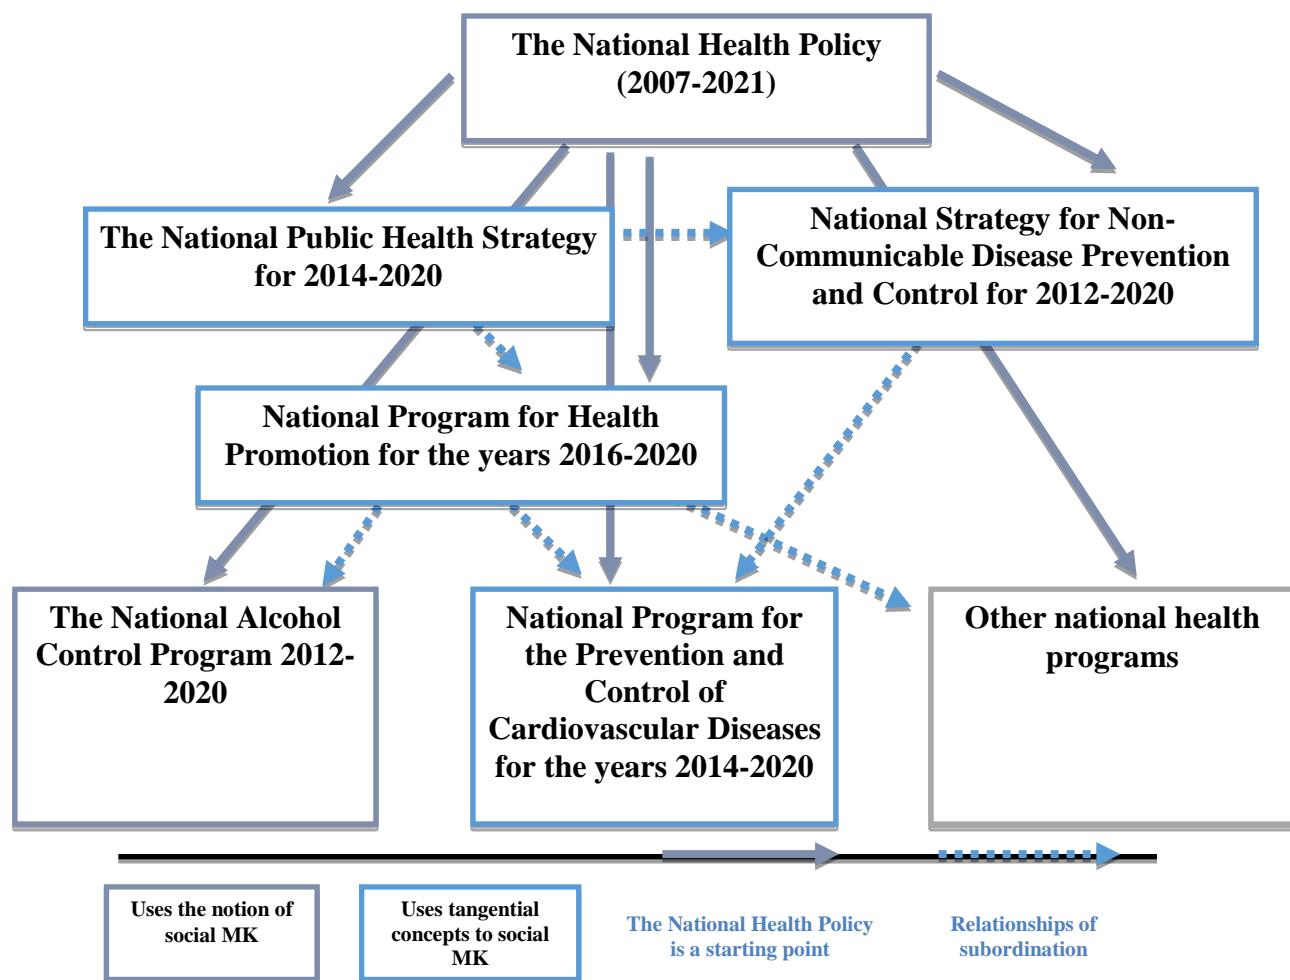 The National Health Policy
(2007-2021)
The National Public Health Strategy
for 2014-2020
National Strategy for Non-
Communicable Disease Prevention
and Control for 2012-2020
National Program for Health
Promotion for the years 2016-2020
The National Alcohol
Control Program 2012-
2020
National Program for
the Prevention and
Control of
Cardiovascular Diseases
for the years 2014-2020
Other national health
programs
Uses the notion of
social MK
Uses tangential
concepts to social
MK
The National Health Policy
is a starting point
Relationships of
subordination